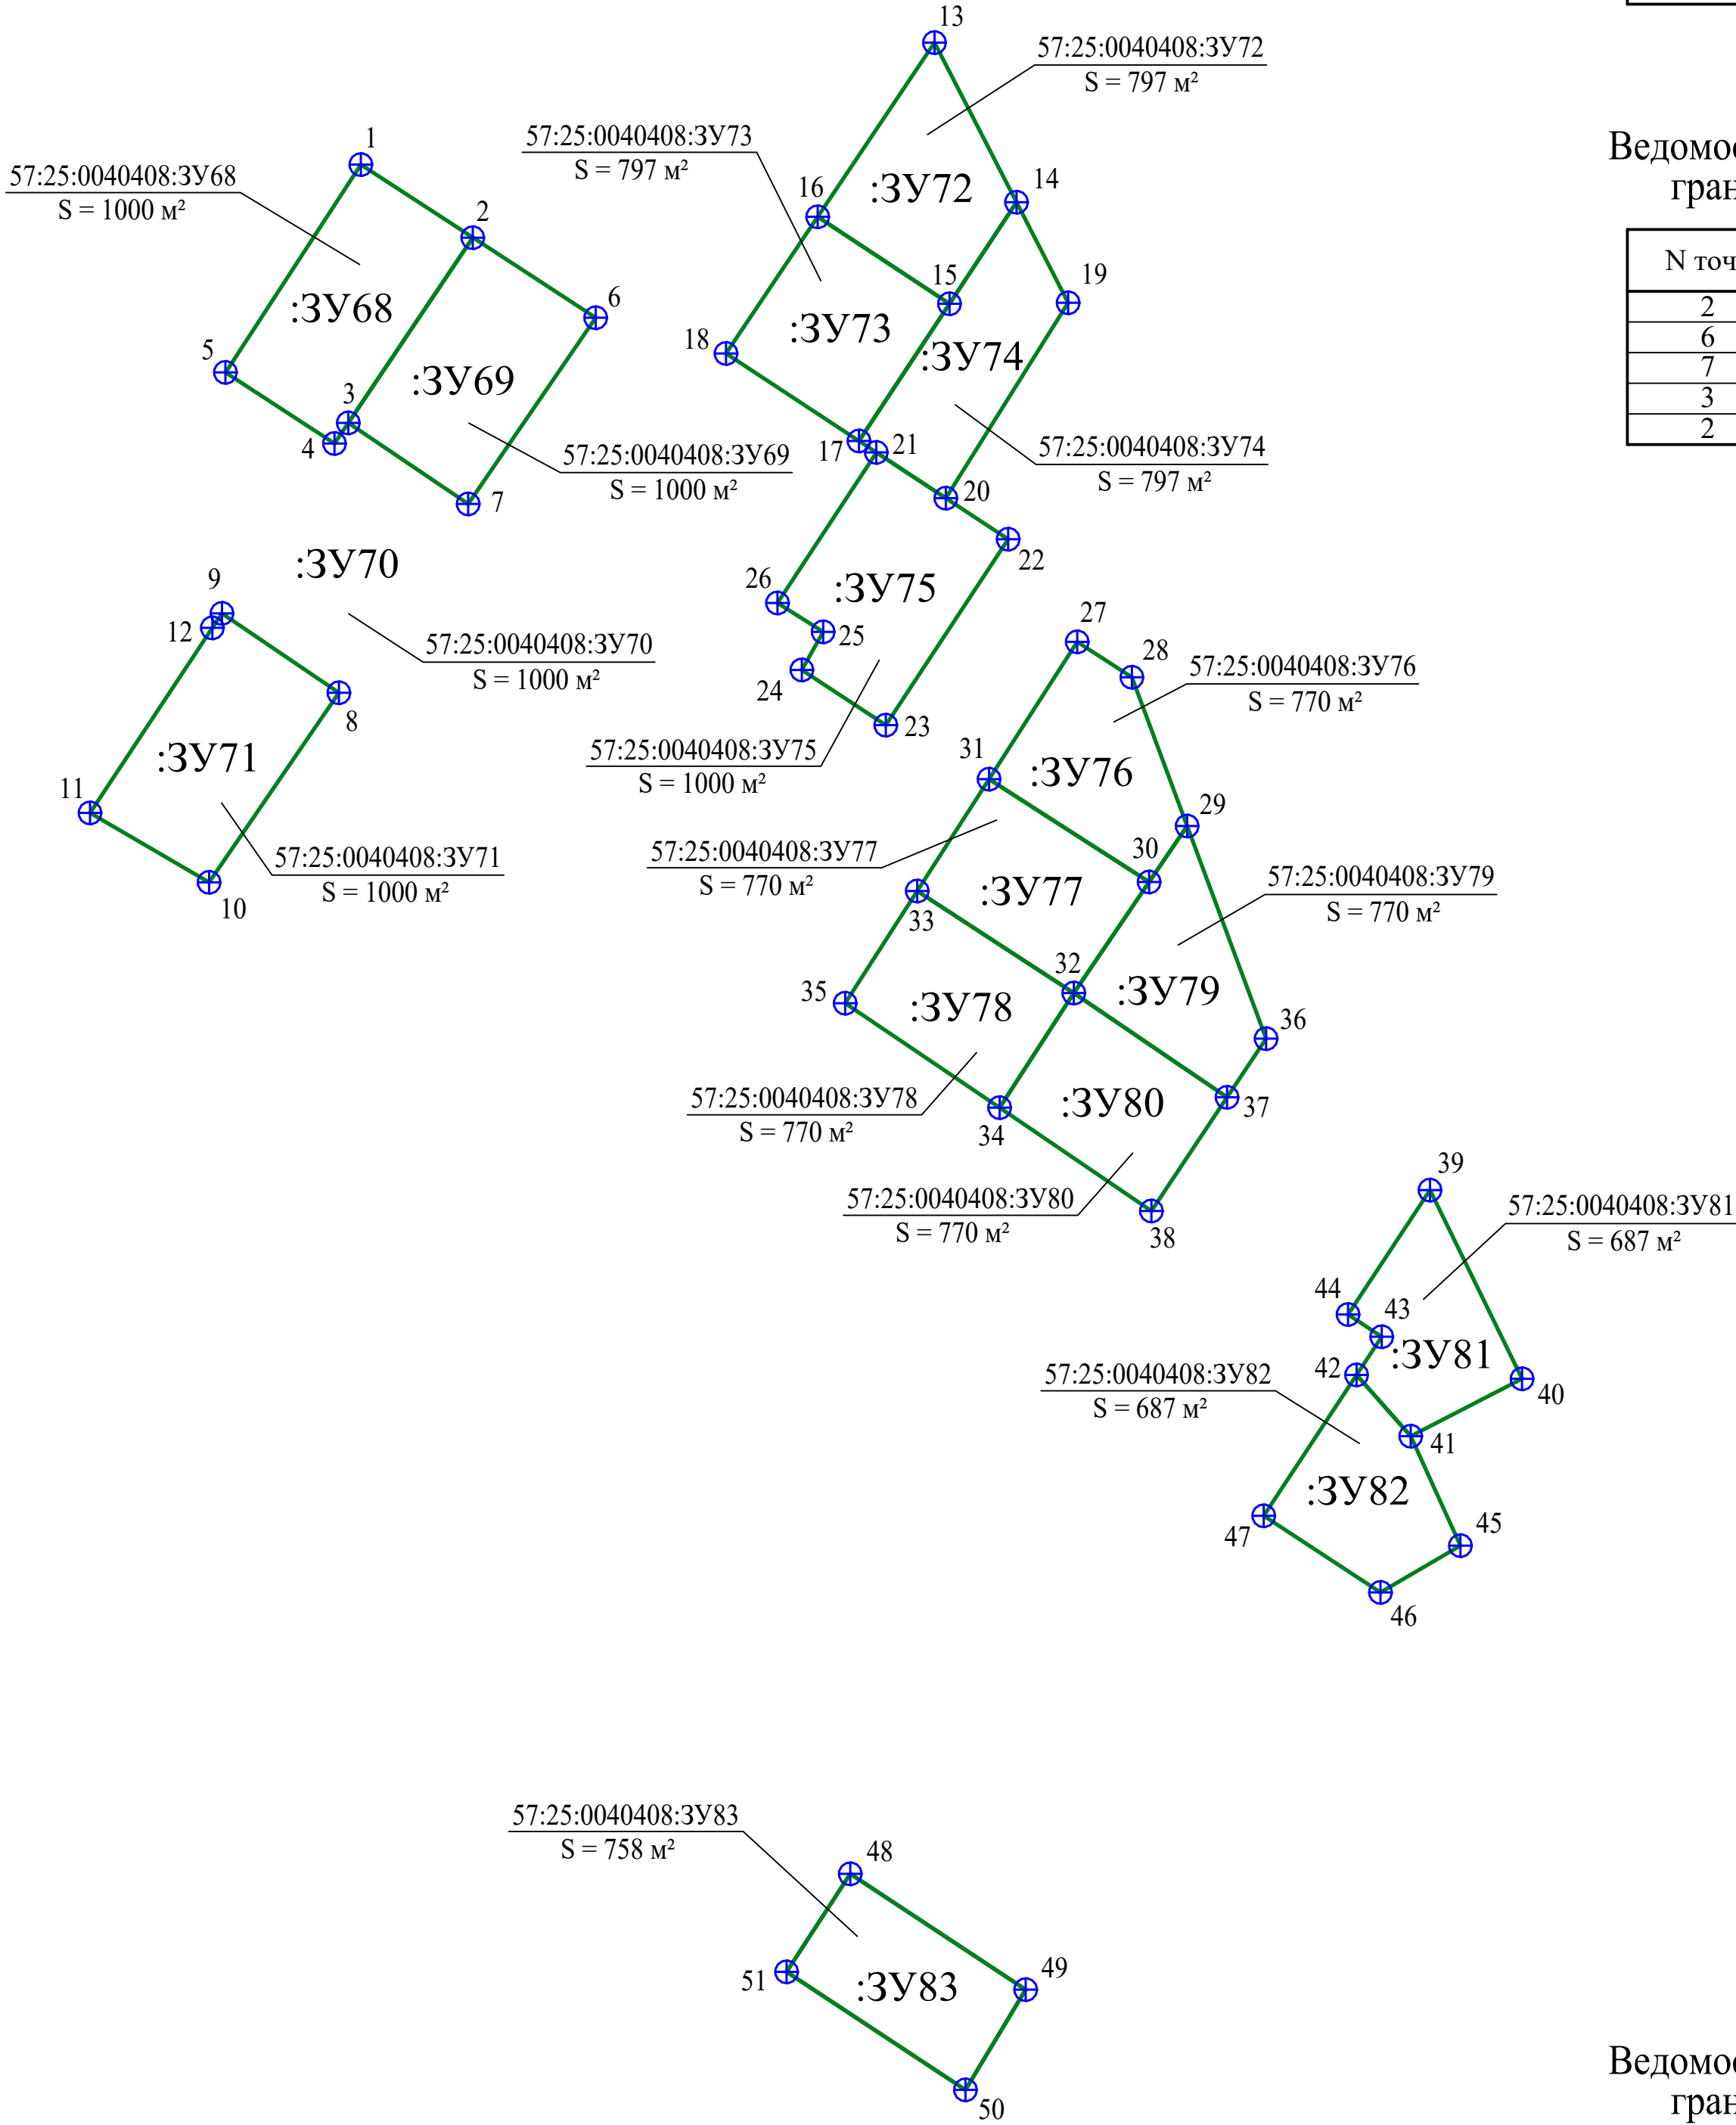 13
57:25:0040408:ЗУ72
S = 797 м²
57:25:0040408:ЗУ73
S = 797 м²
1
57:25:0040408:ЗУ68
S = 1000 м²
16
:ЗУ72
14
2
15
19
6
:ЗУ68
:ЗУ73
18
:ЗУ74
5
:ЗУ69
3
4
17
21
57:25:0040408:ЗУ69
S = 1000 м²
57:25:0040408:ЗУ74
S = 797 м²
7
20
:ЗУ70
22
9
26
:ЗУ75
12
25
27
57:25:0040408:ЗУ70
S = 1000 м²
28
57:25:0040408:ЗУ76
S = 770 м²
24
8
23
57:25:0040408:ЗУ75
S = 1000 м²
31
:ЗУ71
:ЗУ76
11
29
57:25:0040408:ЗУ71
S = 1000 м²
57:25:0040408:ЗУ77
S = 770 м²
30
57:25:0040408:ЗУ79
S = 770 м²
10
:ЗУ77
33
32
35
:ЗУ78
:ЗУ79
36
57:25:0040408:ЗУ78
S = 770 м²
:ЗУ80
37
34
39
57:25:0040408:ЗУ80
S = 770 м²
57:25:0040408:ЗУ81
S = 687 м²
38
44
43
:ЗУ81
42
57:25:0040408:ЗУ82
S = 687 м²
40
41
:ЗУ82
47
45
46
57:25:0040408:ЗУ83
S = 758 м²
48
51
:ЗУ83
49
50
Ведомос
гран
N точ
2
6
7
3
2
Ведомос
гран